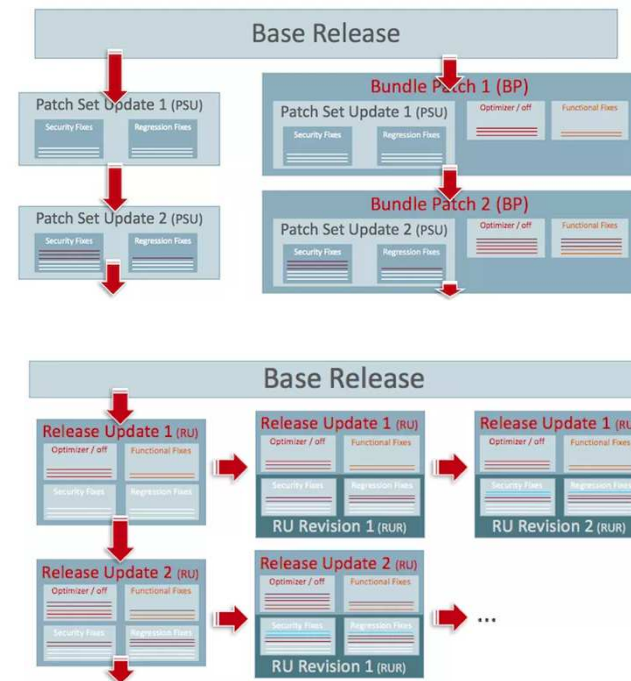 Base Release
Patch Set Update 1 (PSU)
Security Fixes
Regression Fixes
Bundle Patch 1 (BP)
Patch Set Update 1 (PSU)
Security Fixes
Regression Fixes
Optimizer / off
Functional Fixes
Patch Set Update 2 (PSU)
Security Fixes
Regression Fixes
Bundle Patch 2 (BP)
Patch Set Update 2 (PSU)
Security Fixes
Regression Fixes
Optimizer / off
Functional Fixes
Base Release
Release Update 1 (RU)
Optimizer / off
Functional Fixes
Security Fixes
Regression Fixes
Release Update 1 (RU)
Optimizer / off
Functional Fixes
Security Fixes
Regression Fixes
RU Revision 1 (RUR)
Release Update 1 (RU
Optimizer / off
Functional Fixes
Security Fixes
Regression Fixes
RU Revision 2 (RUR)
Release Update 2 (RU)
Optimizer / off
Functional Fixes
Security Fixes
Regression Fixes
Release Update 2 (RU)
Optimizer / off
Functional Fixes
Security Fixes
Regression Fixes
RU Revision 1 (RUR)
...